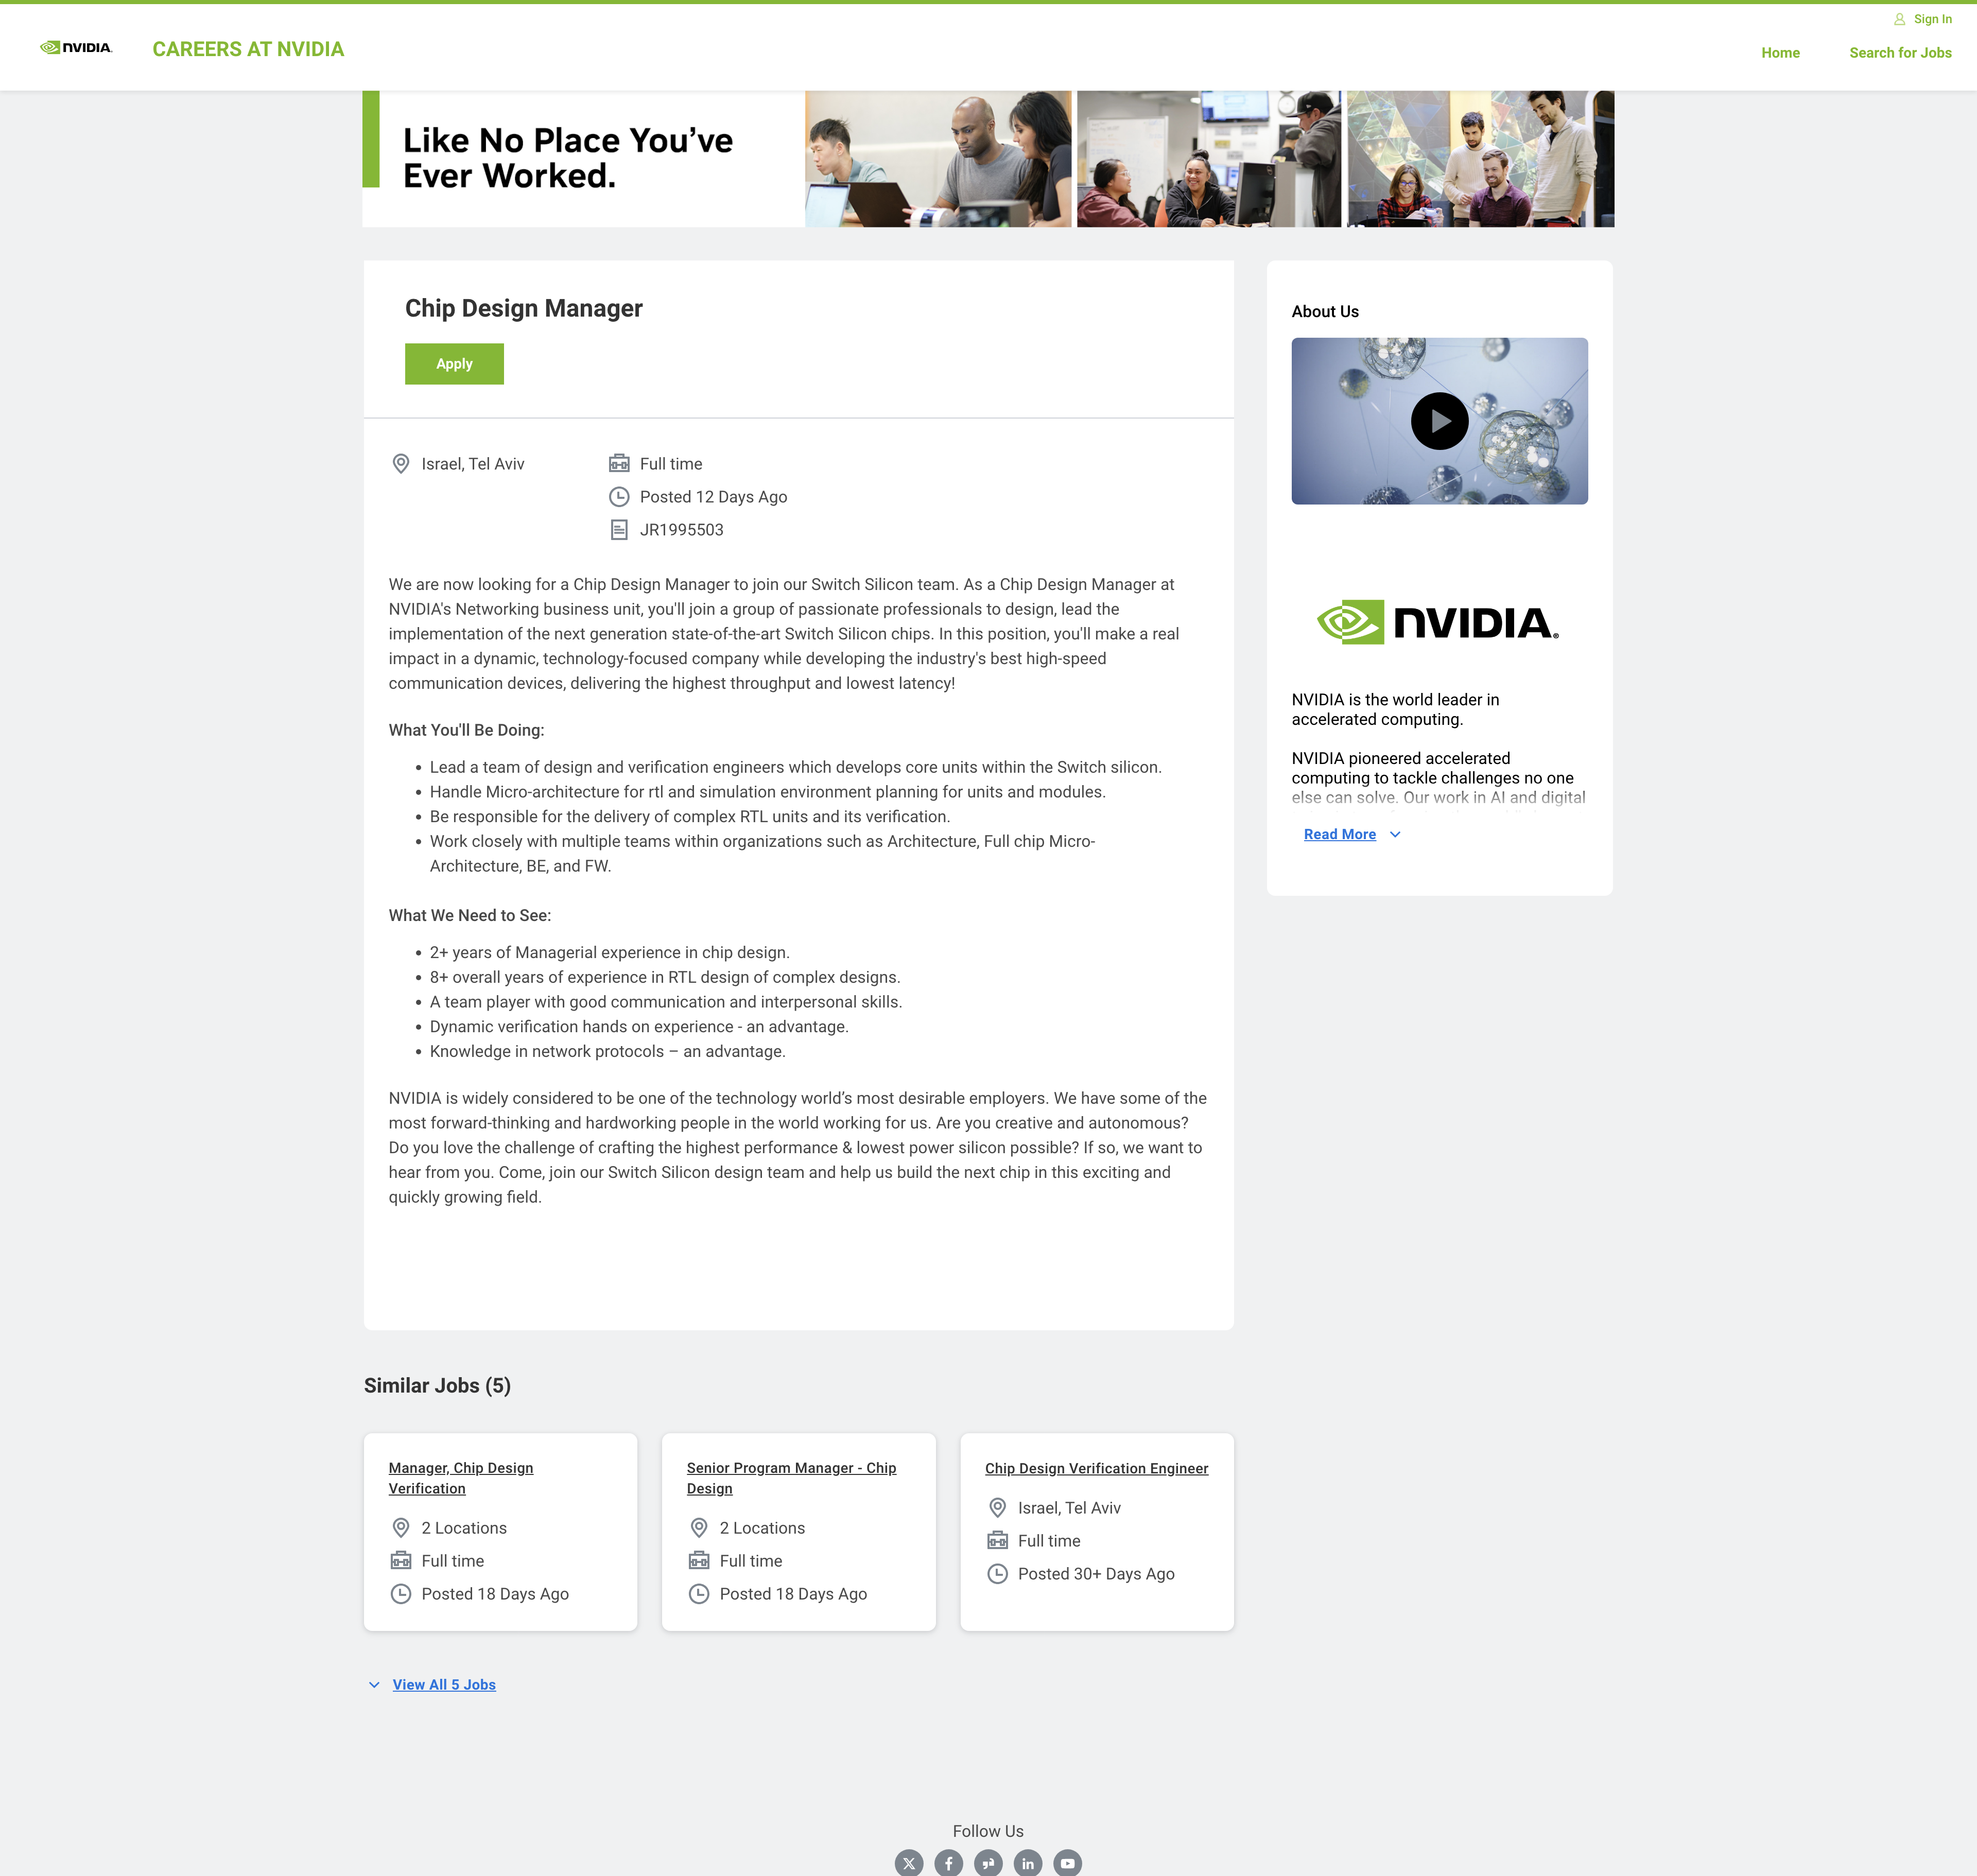 Sign In
NVIDIA.
CAREERS AT NVIDIA
Home
Search for Jobs
Like No Place You’ve
Ever Worked.
Chip Design Manager
Apply
Israel, Tel Aviv
Full time
Posted 12 Days Ago
JR1995503
We are now looking for a Chip Design Manager to join our Switch Silicon team. As a Chip Design Manager at
NVIDIA's Networking business unit, you'll join a group of passionate professionals to design, lead the
implementation of the next generation state-of-the-art Switch Silicon chips. In this position, you'll make a real
impact in a dynamic, technology-focused company while developing the industry's best high-speed
communication devices, delivering the highest throughput and lowest latency!
What You'll Be Doing:
• Lead a team of design and verification engineers which develops core units within the Switch silicon.
• Handle Micro-architecture for rtl and simulation environment planning for units and modules.
• Be responsible for the delivery of complex RTL units and its verification.
• Work closely with multiple teams within organizations such as Architecture, Full chip Micro-
Architecture, BE, and FW.
What We Need to See:
• 2+ years of Managerial experience in chip design.
• 8+ overall years of experience in RTL design of complex designs.
• A team player with good communication and interpersonal skills.
• Dynamic verification hands on experience - an advantage.
• Knowledge in network protocols – an advantage.
NVIDIA is widely considered to be one of the technology world’s most desirable employers. We have some of the
most forward-thinking and hardworking people in the world working for us. Are you creative and autonomous?
Do you love the challenge of crafting the highest performance & lowest power silicon possible? If so, we want to
hear from you. Come, join our Switch Silicon design team and help us build the next chip in this exciting and
quickly growing field.
About Us
NVIDIA.®
NVIDIA is the world leader in
accelerated computing.
NVIDIA pioneered accelerated
computing to tackle challenges no one
else can solve. Our work in AI and digital
Read More
Similar Jobs (5)
Manager, Chip Design
Verification
2 Locations
Full time
Posted 18 Days Ago
Senior Program Manager - Chip
Design
2 Locations
Full time
Posted 18 Days Ago
Chip Design Verification Engineer
Israel, Tel Aviv
Full time
Posted 30+ Days Ago
View All 5 Jobs
Follow Us